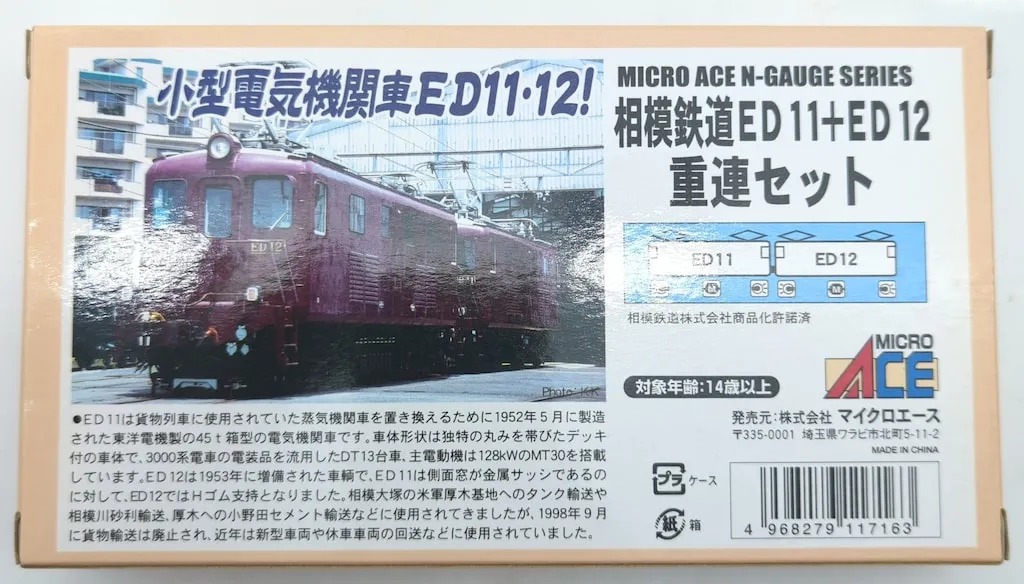 小型電気機関車ED11・12!
ED12
Photo: K.K
MICRO ACE N-GAUGE SERIES
相模鉄道ED11+ED12
重連セット
ED11 ED12
M M
相模鉄道株式会社商品化許諾済
MICRO
ACE
対象年齢:14歳以上
発売元:株式会社 マイクロエース
〒335-0001 埼玉県ワラビ市北町5-11-2
MADE IN CHINA
●ED11は貨物列車に使用されていた蒸気機関車を置き換えるために1952年5月に製造
された東洋電機製の45t箱型の電気機関車です。車体形状は独特の丸みを帯びたデッキ
付の車体で、3000系電車の電装品を流用したDT13台車、主電動機は128kWのMT30を搭載
しています。ED12は1953年に増備された車輌で、ED11は側面窓が金属サッシであるの
に対して、ED12ではHゴム支持となりました。相模大塚の米軍厚木基地へのタンク輸送や
相模川砂利輸送、厚木への小野田セメント輸送などに使用されてきましたが、1998年9月
に貨物輸送は廃止され、近年は新型車両や休車車両の回送などに使用されていました。
プラ ケース
紙 箱
4 968279 117163